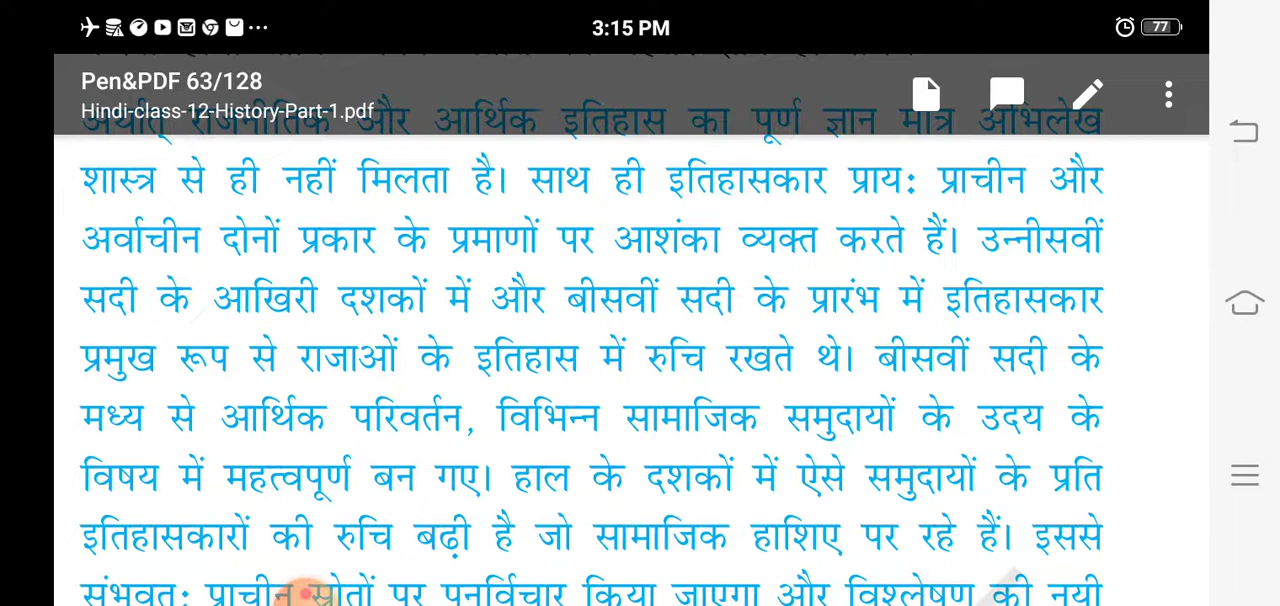 3:15 PM
77
Pen&PDF 63/128
Hindi-class-12-History-Part-1.pdf
अर्थात् राजनीतिक और आर्थिक इतिहास का पूर्ण ज्ञान मात्र अभिलेख
शास्त्र से ही नहीं मिलता है। साथ ही इतिहासकार प्राय: प्राचीन और
अर्वाचीन दोनों प्रकार के प्रमाणों पर आशंका व्यक्त करते हैं। उन्नीसवीं
सदी के आखिरी दशकों में और बीसवीं सदी के प्रारंभ में इतिहासकार
प्रमुख रूप से राजाओं के इतिहास में रुचि रखते थे। बीसवीं सदी के
मध्य से आर्थिक परिवर्तन, विभिन्न सामाजिक समुदायों के उदय के
विषय में महत्वपूर्ण बन गए। हाल के दशकों में ऐसे समुदायों के प्रति
इतिहासकारों की रुचि बढ़ी है जो सामाजिक हाशिए पर रहे हैं। इससे
संभवत: प्राचीन स्रोतों पर पुनर्विचार किया जाएगा और विश्लेषण की नयी